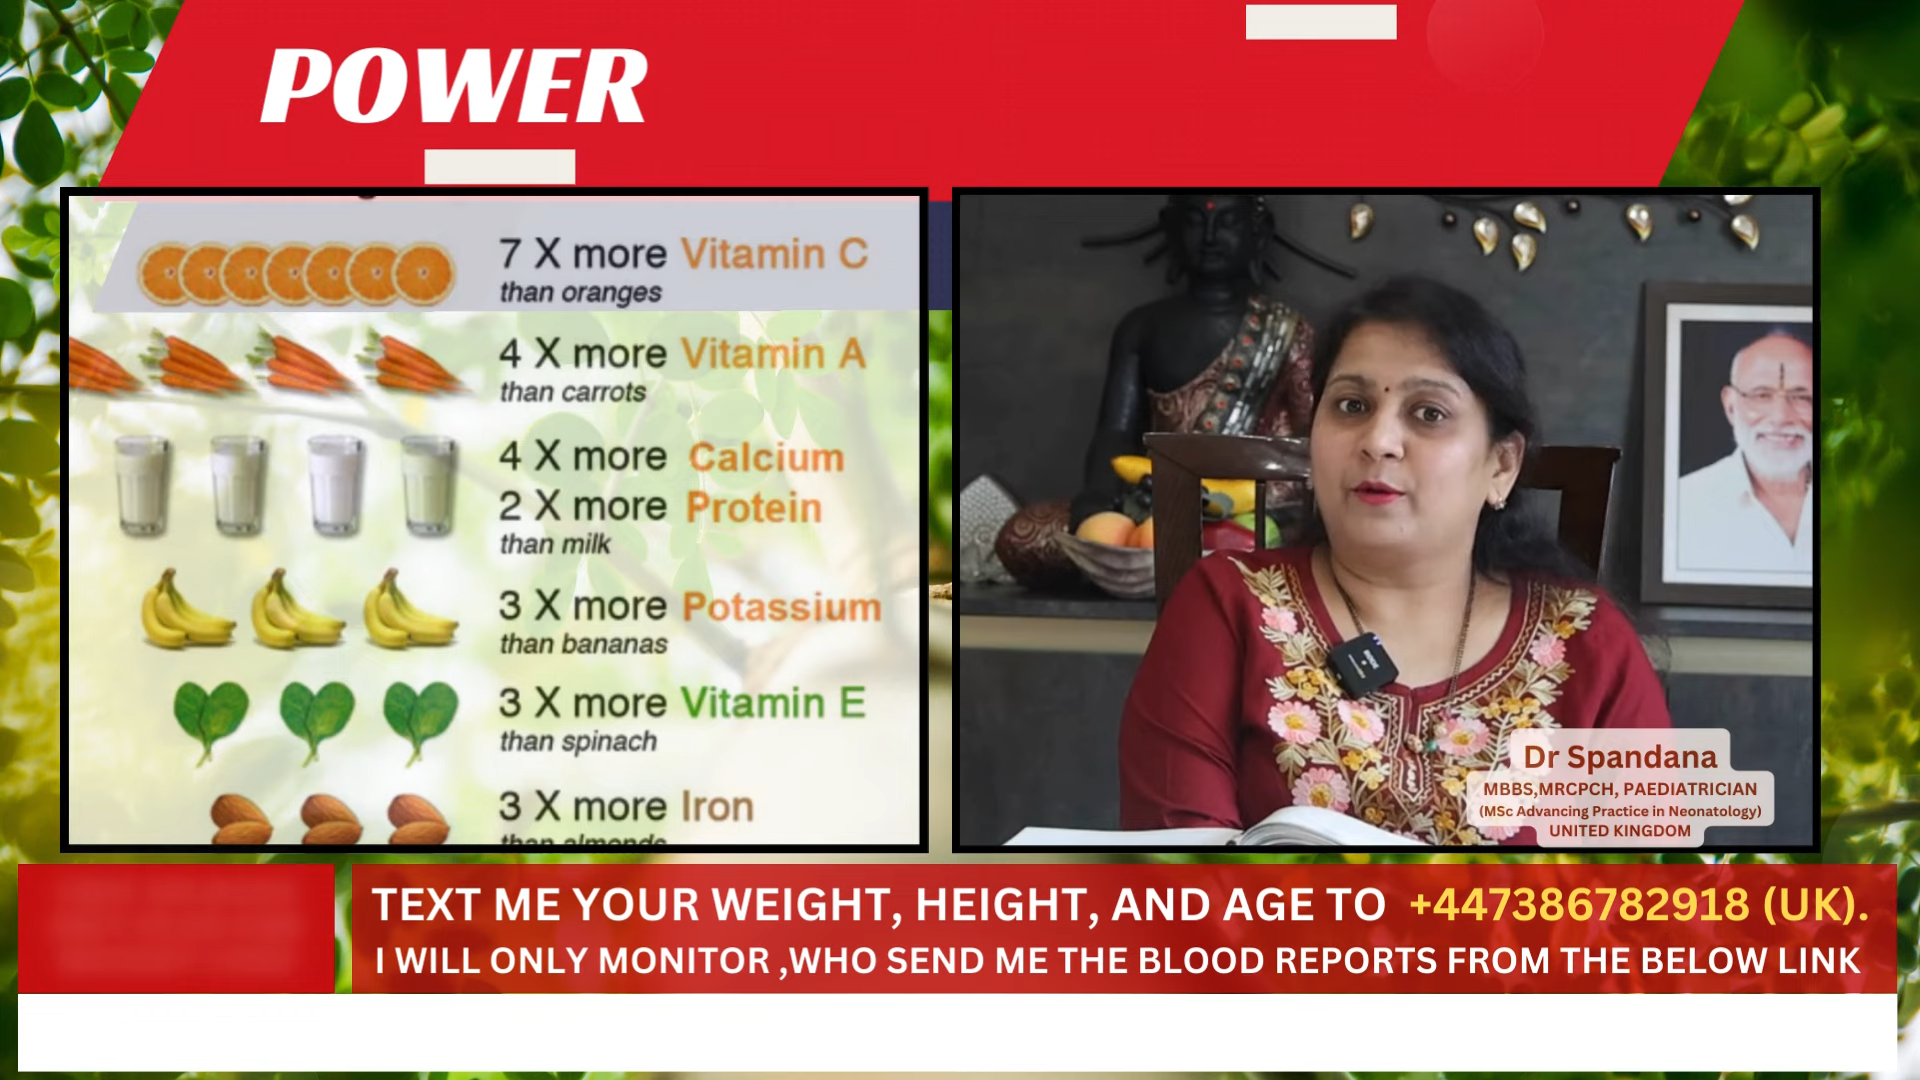 POWER
7 X more Vitamin C
than oranges
4 X more Vitamin A
than carrots
4 X more Calcium
2 X more Protein
than milk
3 X more Potassium
than bananas
3 X more Vitamin E
than spinach
3 X more Iron
than almonds
Dr Spandana
MBBS,MRCPCH, PAEDIATRICIAN
(MSc Advancing Practice in Neonatology)
UNITED KINGDOM
TEXT ME YOUR WEIGHT, HEIGHT, AND AGE TO +447386782918 (UK).
I WILL ONLY MONITOR ,WHO SEND ME THE BLOOD REPORTS FROM THE BELOW LINK